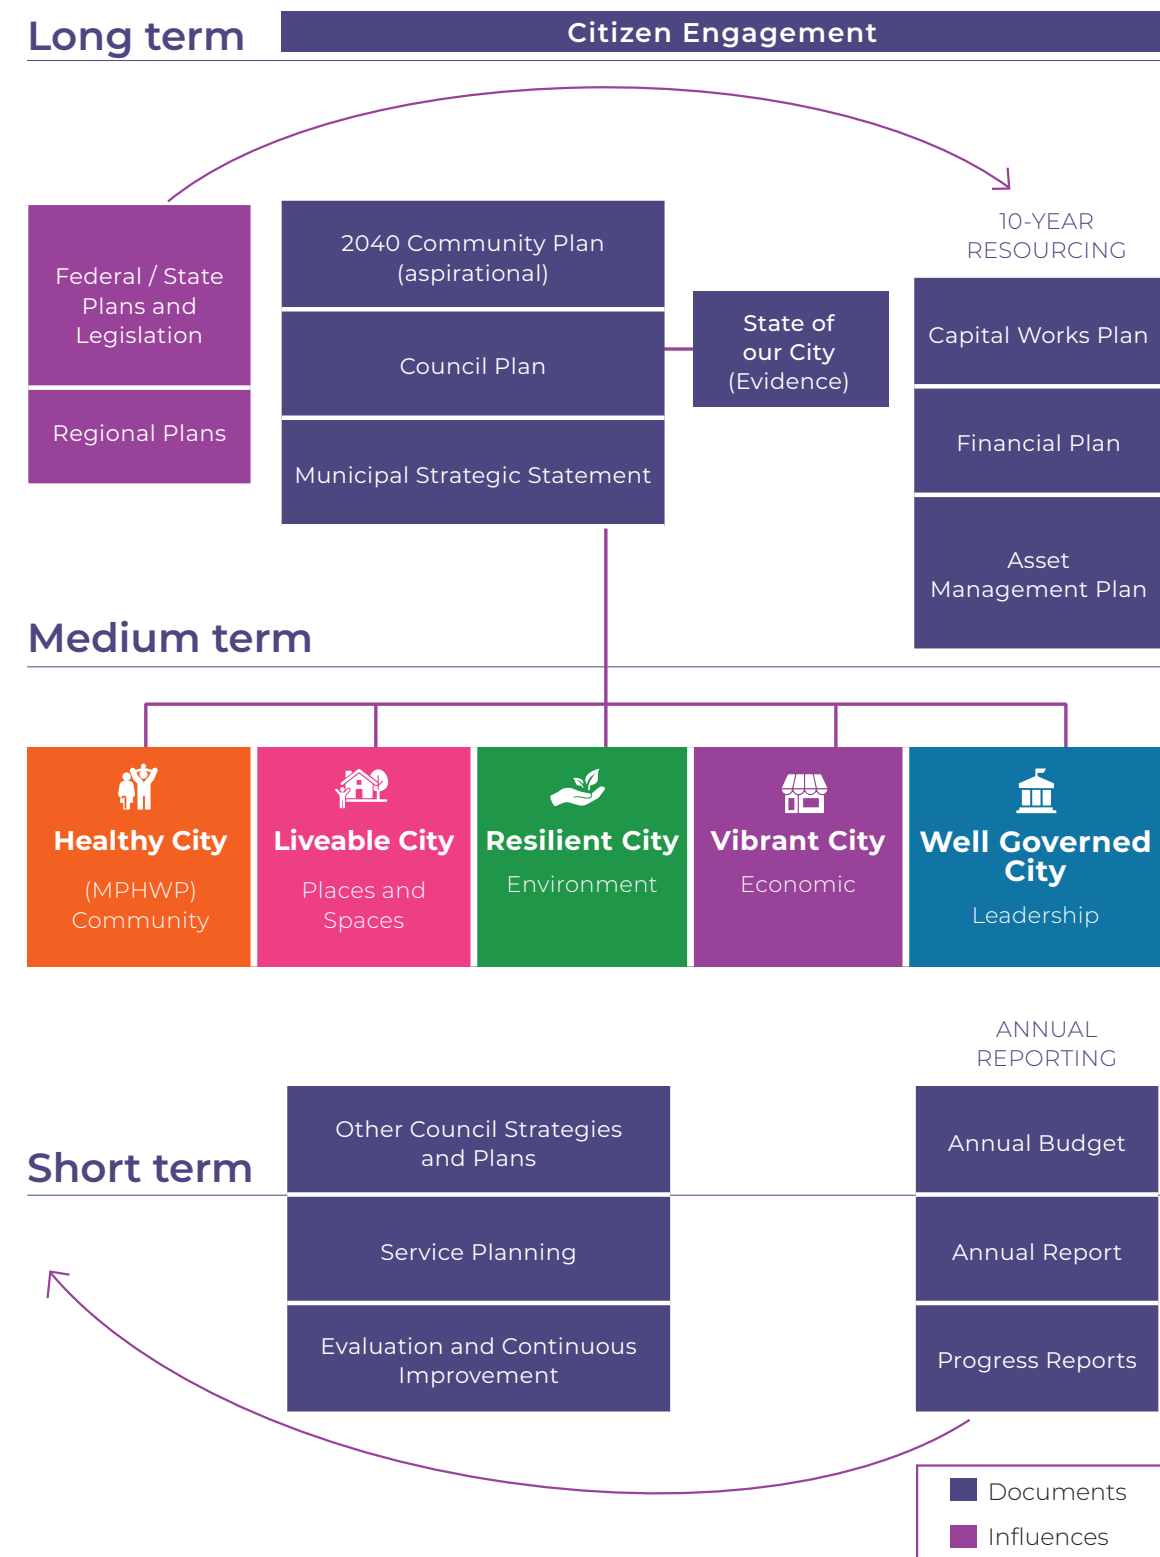 Long term
Citizen Engagement
Federal / State
Plans and
Legislation
Regional Plans
2040 Community Plan
(aspirational)
Council Plan
Municipal Strategic Statement
State of
our City
(Evidence)
10-YEAR
RESOURCING
Capital Works Plan
Financial Plan
Asset
Management Plan
Medium term
Healthy City
(MPHWP)
Community
Liveable City
Places and
Spaces
Resilient City
Environment
Vibrant City
Economic
Well Governed
City
Leadership
Short term
Other Council Strategies
and Plans
Service Planning
Evaluation and Continuous
Improvement
ANNUAL
REPORTING
Annual Budget
Annual Report
Progress Reports
Documents
Influences